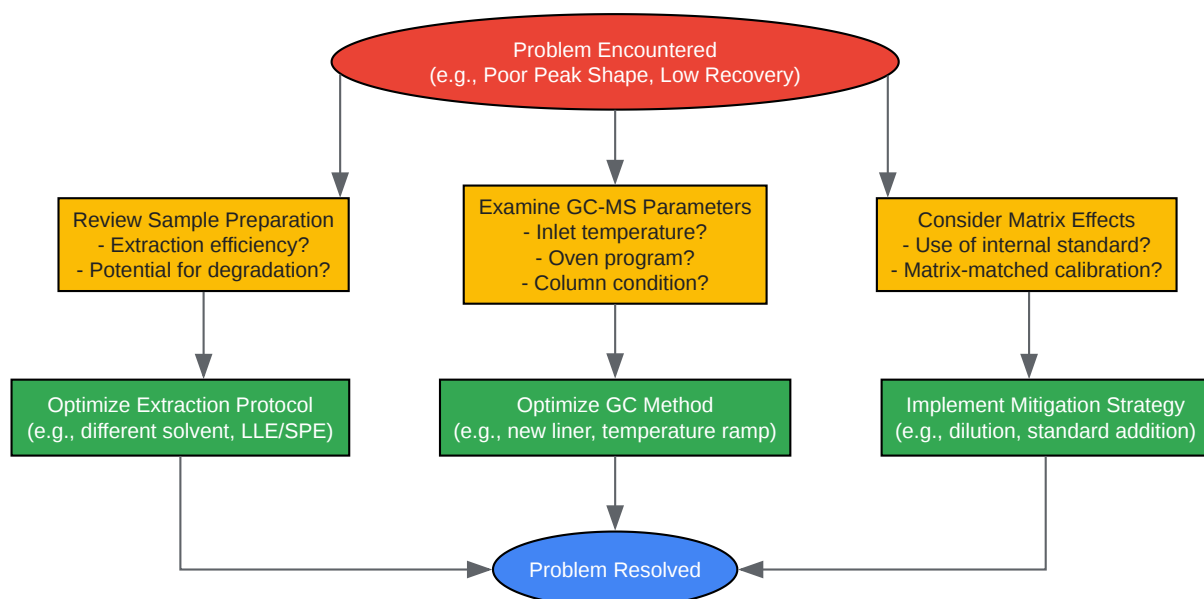 Problem Encountered
(e.g., Poor Peak Shape, Low Recovery)
Review Sample Preparation
- Extraction efficiency?
- Potential for degradation?
Examine GC-MS Parameters
- Inlet temperature?
- Oven program?
- Column condition?
Consider Matrix Effects
- Use of internal standard?
- Matrix-matched calibration?
Optimize Extraction Protocol
(e.g., different solvent, LLE/SPE)
Optimize GC Method
(e.g., new liner, temperature ramp)
Implement Mitigation Strategy
(e.g., dilution, standard addition)
Problem Resolved